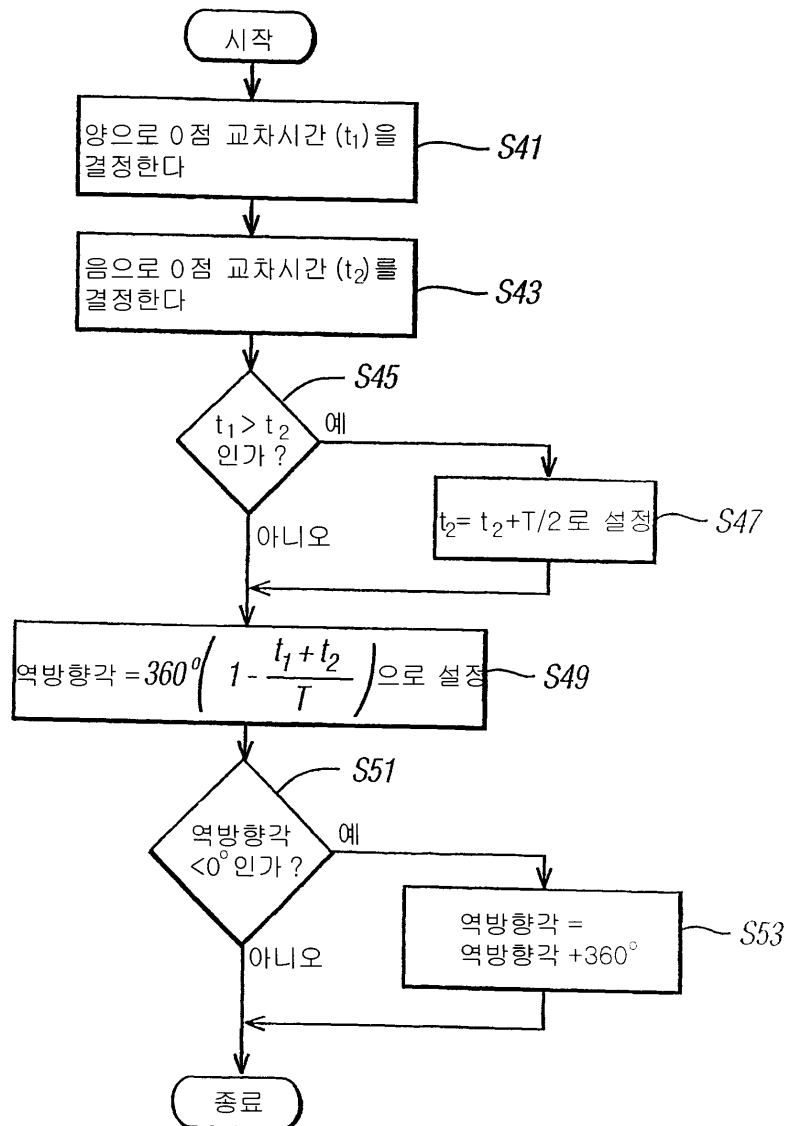 시작
양으로 0점 교차시간 (t₁)을
결정한다
S41
음으로 0점 교차시간 (t₂)를
결정한다
S43
S45
t₁ > t₂
인가 ?
예
t₂= t₂+T/2로 설정
S47
아니오
역방향각 = 360° ( 1 - (t₁ + t₂) / T ) 으로 설정
S49
S51
역방향각
<0°인가 ?
예
역방향각 =
역방향각 +360°
S53
아니오
종료